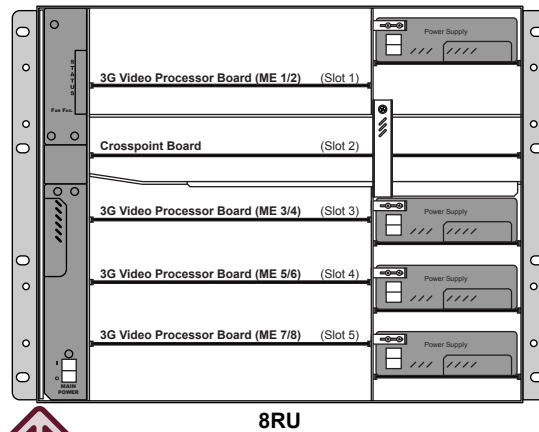 Power Supply
STATUS
3G Video Processor Board (ME 1/2) (Slot 1)
FAN FAIL
Crosspoint Board (Slot 2)
3G Video Processor Board (ME 3/4) (Slot 3)
Power Supply
3G Video Processor Board (ME 5/6) (Slot 4)
Power Supply
3G Video Processor Board (ME 7/8) (Slot 5)
Power Supply
I
O
MAIN
POWER
8RU